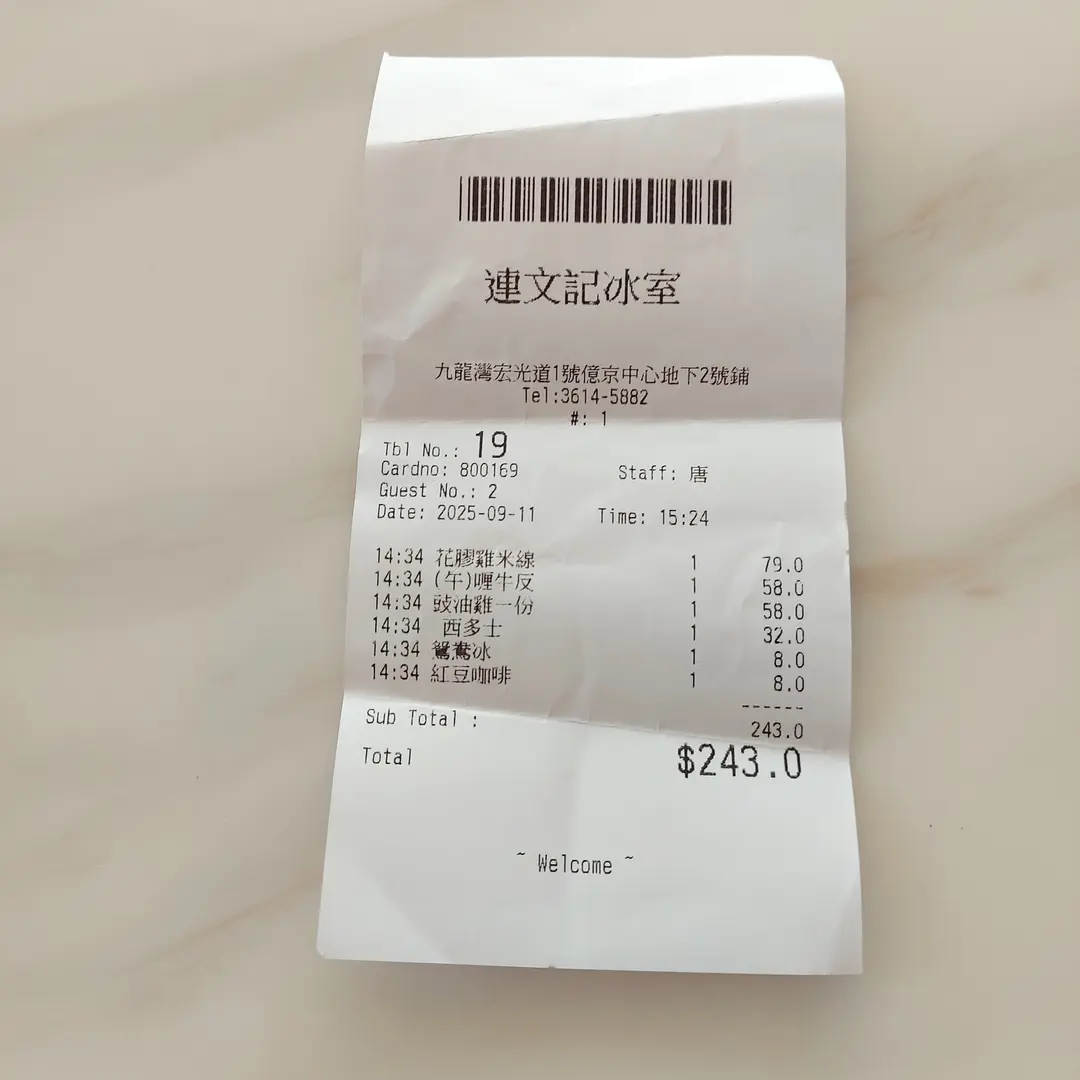 連文記冰室
九龍灣宏光道1號億京中心地下2號鋪
Tel:3614-5882
#: 1
Tbl No.: 19
Cardno: 800169 Staff: 唐
Guest No.: 2
Date: 2025-09-11 Time: 15:24
14:34 花膠雞米線 1 79.0
14:34 (午)喱牛反 1 58.0
14:34 豉油雞一份 1 58.0
14:34 西多士 1 32.0
14:34 鴛鴦冰 1 8.0
14:34 紅豆咖啡 1 8.0
------
Sub Total : 243.0
Total $243.0
~ Welcome ~